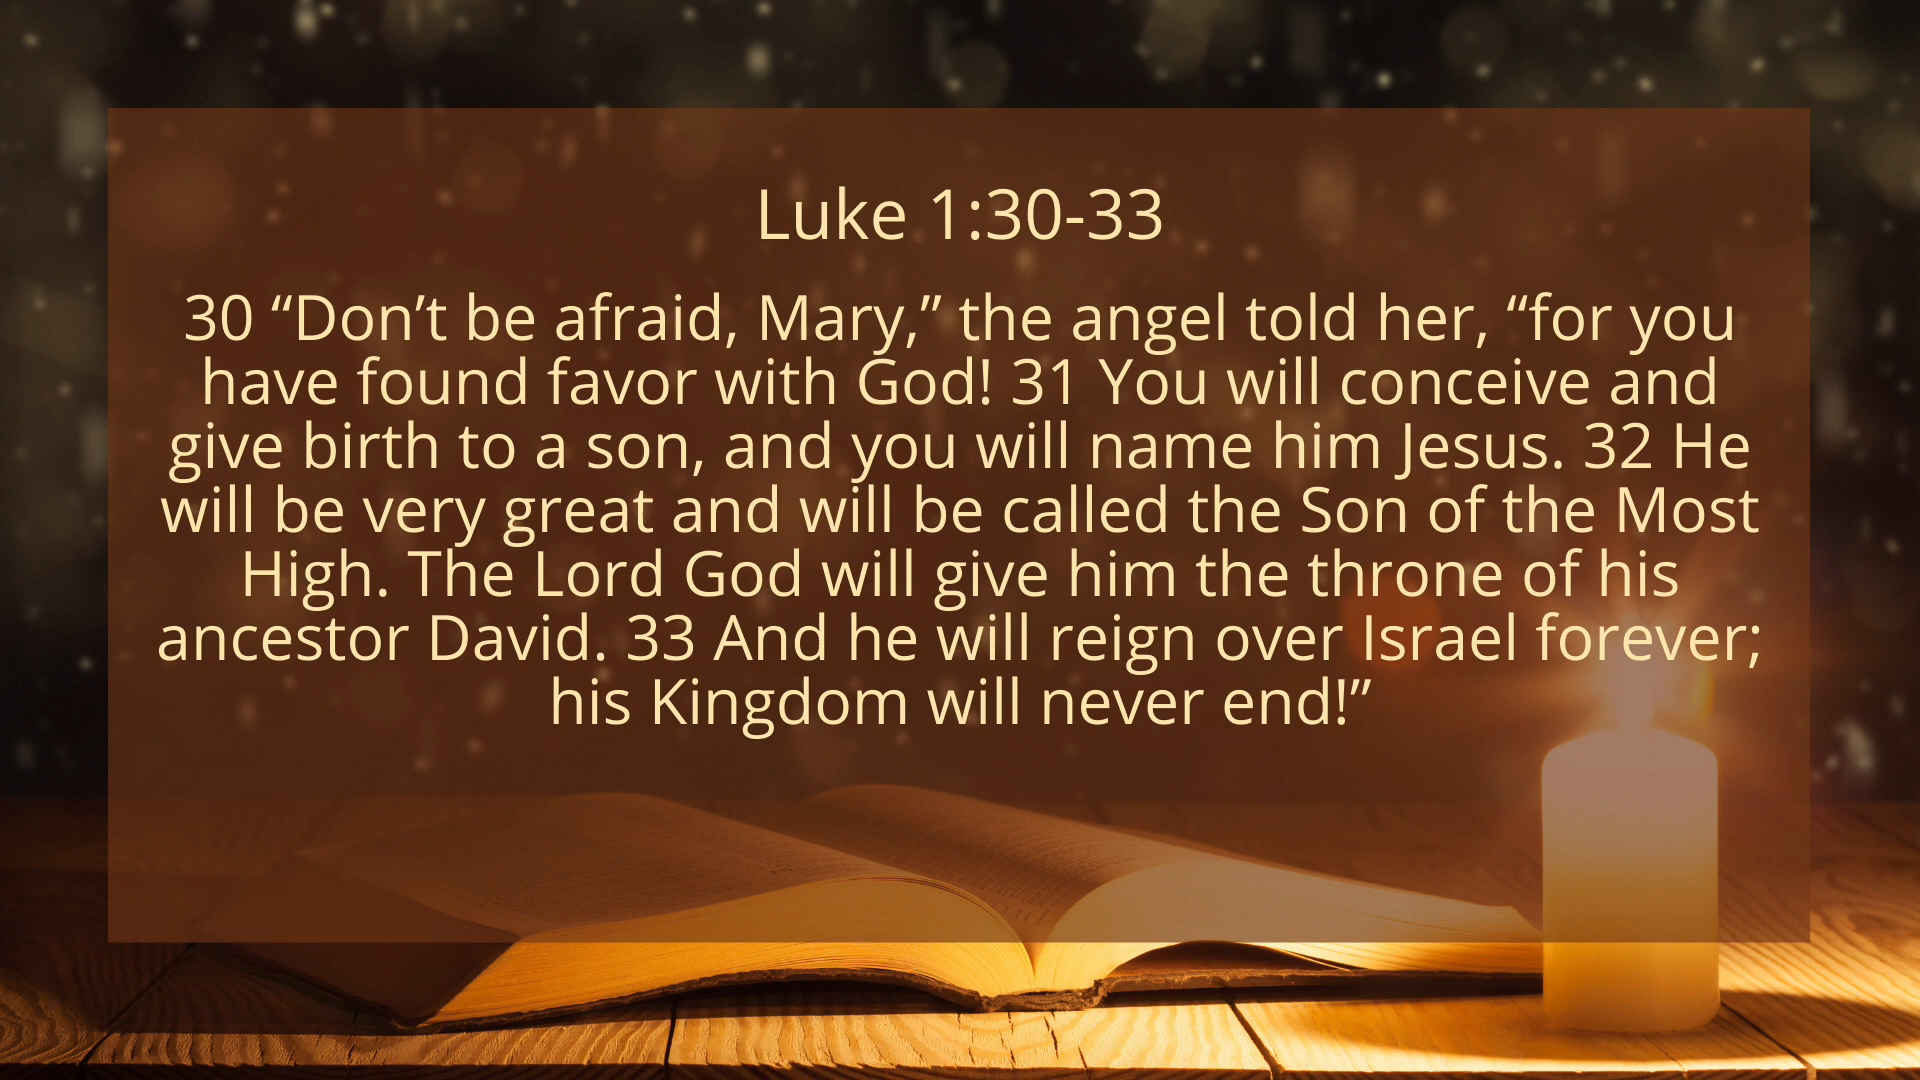 Luke 1:30-33
30 “Don’t be afraid, Mary,” the angel told her, “for you
have found favor with God! 31 You will conceive and
give birth to a son, and you will name him Jesus. 32 He
will be very great and will be called the Son of the Most
High. The Lord God will give him the throne of his
ancestor David. 33 And he will reign over Israel forever;
his Kingdom will never end!”